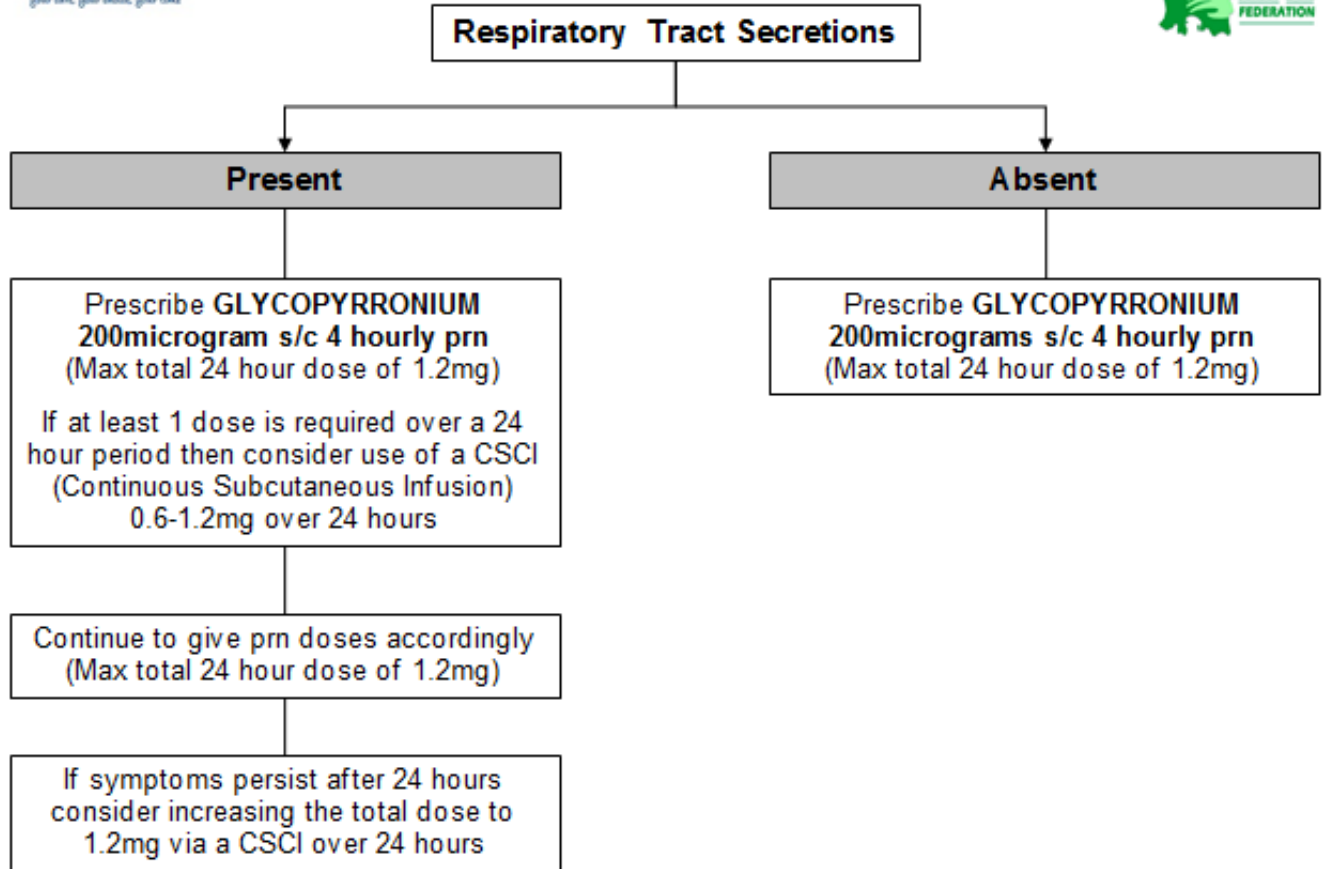 FEDERATION
Respiratory Tract Secretions
Present
Absent
Prescribe GLYCOPYRRONIUM
200microgram s/c 4 hourly prn
(Max total 24 hour dose of 1.2mg)
If at least 1 dose is required over a 24
hour period then consider use of a CSCI
(Continuous Subcutaneous Infusion)
0.6-1.2mg over 24 hours
Prescribe GLYCOPYRRONIUM
200micrograms s/c 4 hourly prn
(Max total 24 hour dose of 1.2mg)
Continue to give prn doses accordingly
(Max total 24 hour dose of 1.2mg)
If symptoms persist after 24 hours
consider increasing the total dose to
1.2mg via a CSCI over 24 hours